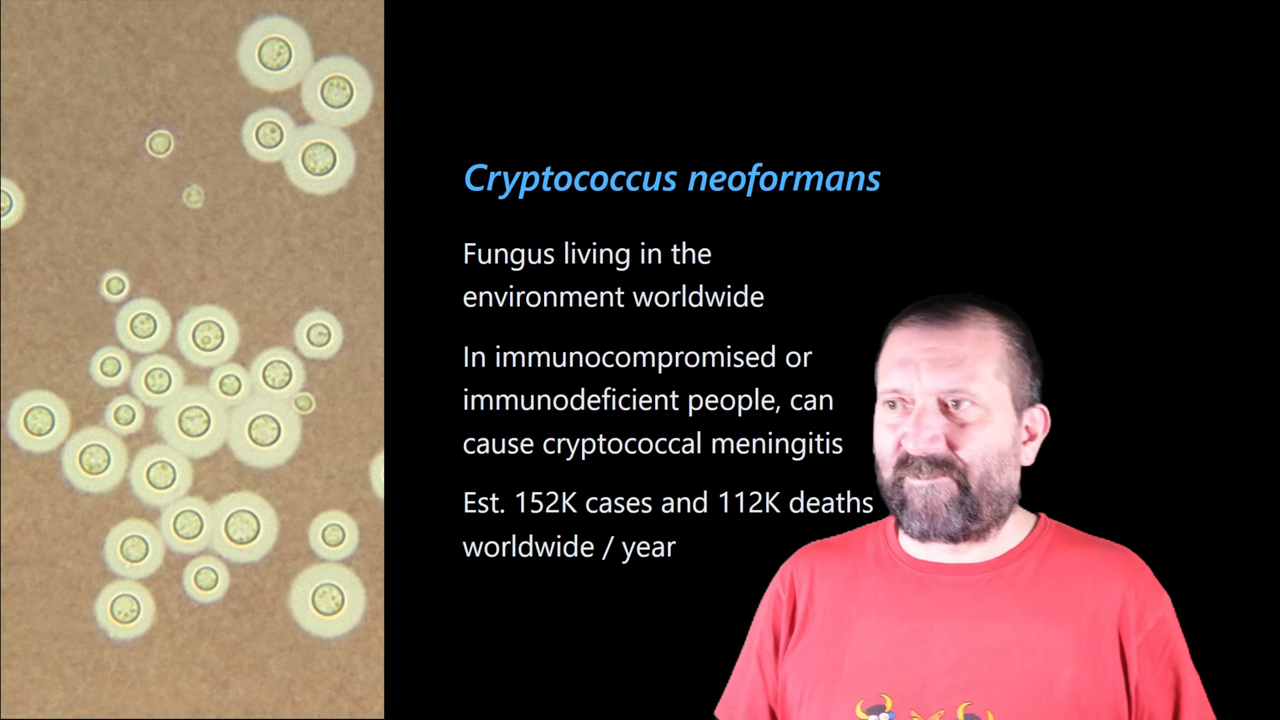 Cryptococcus neoformans
Fungus living in the
environment worldwide
In immunocompromised or
immunodeficient people, can
cause cryptococcal meningitis
Est. 152K cases and 112K deaths
worldwide / year